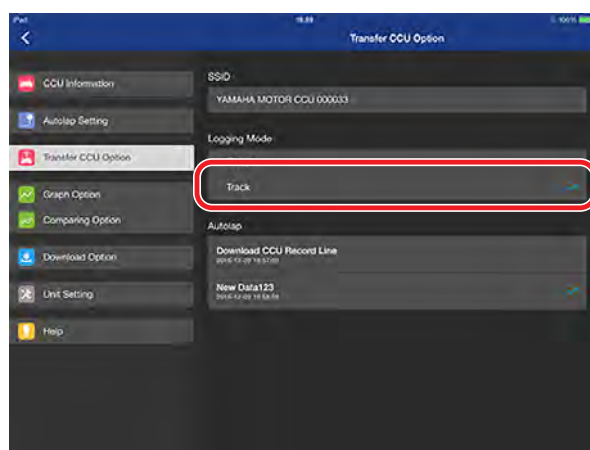 iPad 16:59 100%
Transfer CCU Option
CCU Information
Autolap Setting
Transfer CCU Option
Graph Option
Comparing Option
Download Option
Unit Setting
Help
SSID
YAMAHA MOTOR CCU 000033
Logging Mode
Track
Autolap
Download CCU Record Line
New Data123